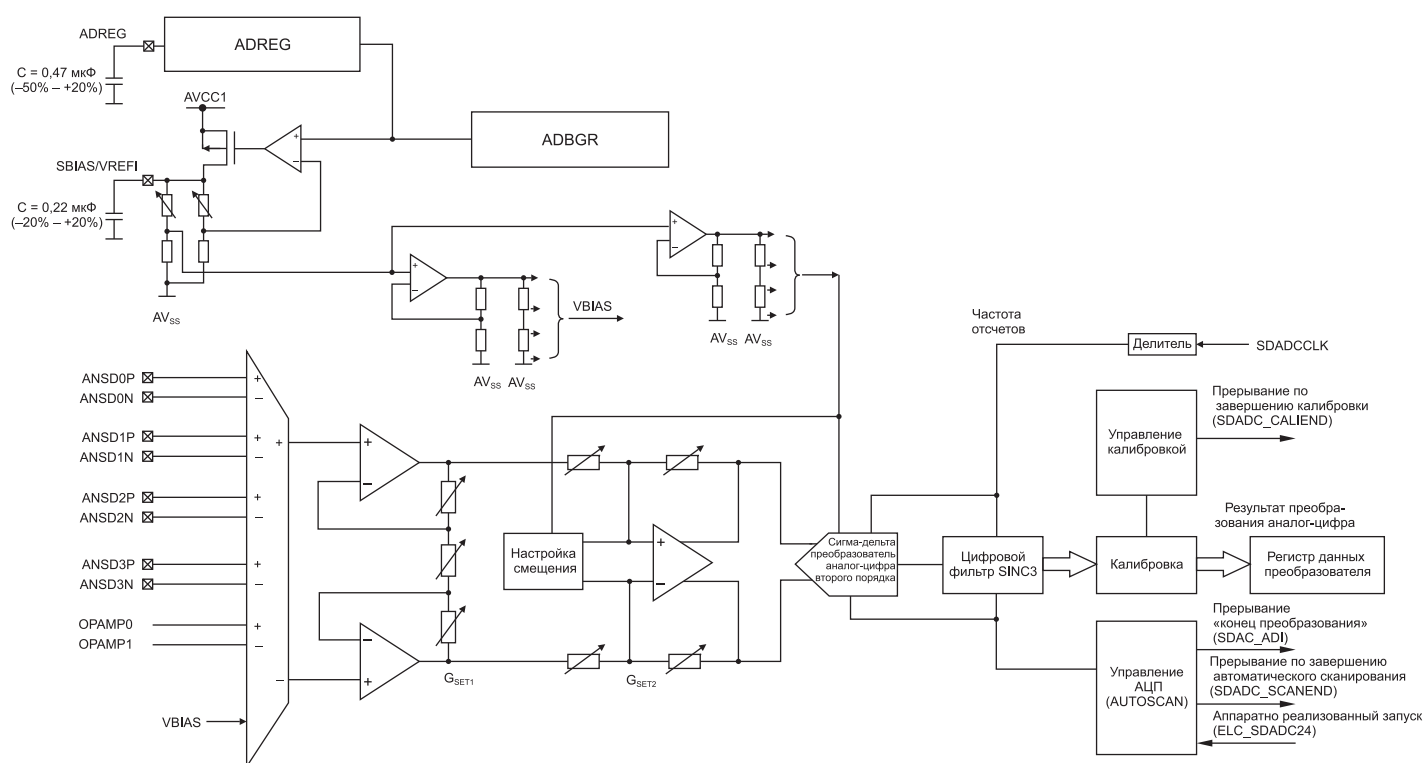 ADREG
ADREG
C = 0,47 мкФ
(–50% – +20%)
AVCC1
ADBGR
SBIAS/VREFI
C = 0,22 мкФ
(–20% – +20%)
AVSS
VBIAS
AVSS
AVSS
AVSS
AVSS
Частота
отсчетов
Делитель
SDADCCLK
ANSD0P
ANSD0N
ANSD1P
ANSD1N
ANSD2P
ANSD2N
ANSD3P
ANSD3N
OPAMP0
OPAMP1
VBIAS
GSET1
GSET2
Настройка
смещения
Сигма-дельта
преобразователь
аналог-цифра
второго порядка
Цифровой
фильтр SINC3
Управление
калибровкой
Прерывание по
завершению калибровки
(SDADC_CALIEND)
Калибровка
Результат преобра-
зования аналог-цифра
Регистр данных
преобразователя
Управление
АЦП
(AUTOSCAN)
Прерывание
«конец преобразования»
(SDAC_ADI)
Прерывание по завершению
автоматического сканирования
(SDADC_SCANEND)
Аппаратно реализованный запуск
(ELC_SDADC24)